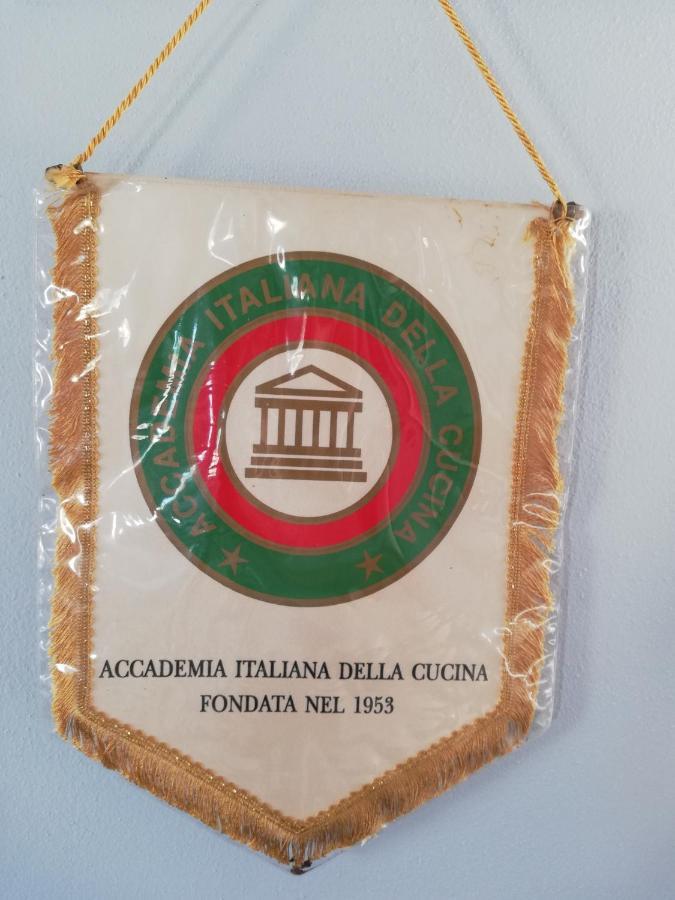 ACCADEMIA ITALIANA DELLA CUCINA
ACCADEMIA ITALIANA DELLA CUCINA
FONDATA NEL 1953